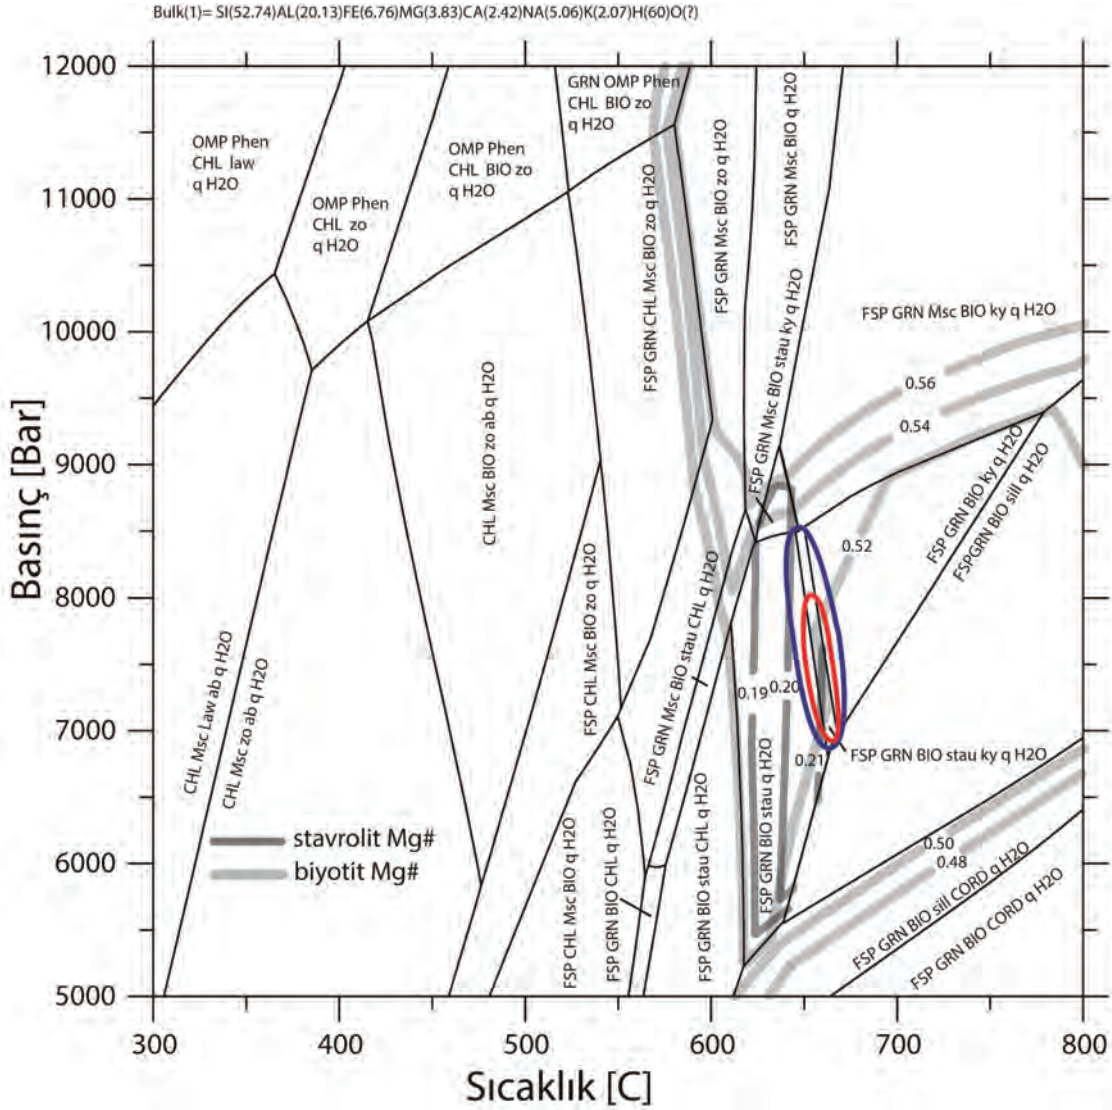 Bulk(1)= SI(52.74)AL(20.13)FE(6.76)MG(3.83)CA(2.42)NA(5.06)K(2.07)H(60)O(?)
12000
11000
10000
9000
8000
7000
6000
5000
Basınç [Bar]
300
400
500
600
700
800
Sıcaklık [C]
OMP Phen
CHL law
q H2O
OMP Phen
CHL zo
q H2O
OMP Phen
CHL BIO zo
q H2O
GRN OMP Phen
CHL BIO zo
q H2O
FSP GRN CHL Msc BIO zo q H2O
FSP GRN Msc BIO zo q H2O
FSP GRN Msc BIO q H2O
FSP GRN Msc BIO stau ky q H2O
FSP GRN Msc BIO ky q H2O
0.56
0.54
0.52
FSP GRN BIO ky q H2O
FSPGRN BIO sill q H2O
CHL Msc BIO zo ab q H2O
FSP CHL Msc BIO zo q H2O
FSP GRN Msc BIO stau CHL q H2O
CHL Msc Law ab q H2O
CHL Msc zo ab q H2O
0.19
0.20
0.21
FSP GRN BIO stau ky q H2O
FSP GRN BIO stau q H2O
FSP GRN BIO stau CHL q H2O
FSP CHL Msc BIO q H2O
FSP GRN BIO CHL q H2O
0.50
0.48
FSP GRN BIO sill CORD q H2O
FSP GRN BIO CORD q H2O
stavrolit Mg#
biyotit Mg#